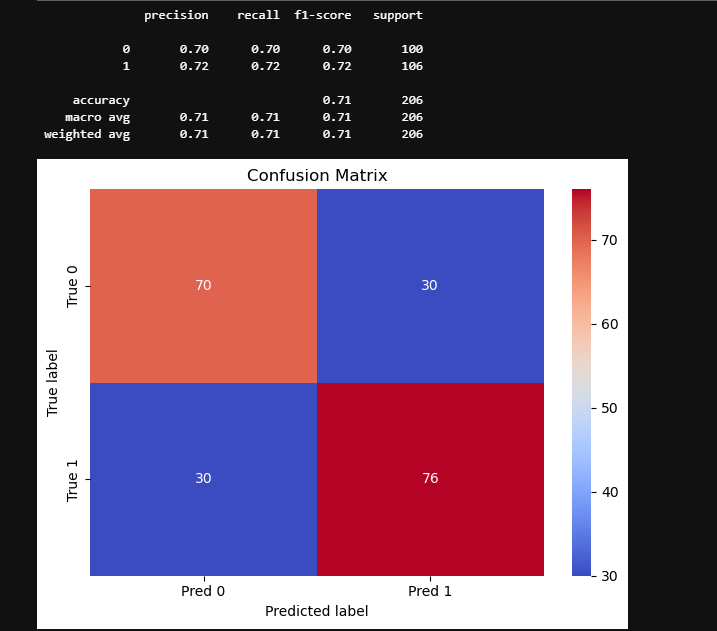 precision recall f1-score support
0 0.70 0.70 0.70 100
1 0.72 0.72 0.72 106
accuracy 0.71 206
macro avg 0.71 0.71 0.71 206
weighted avg 0.71 0.71 0.71 206
Confusion Matrix
True label
True 0
70 30
True 1
30 76
Pred 0 Pred 1
Predicted label
70
60
50
40
30